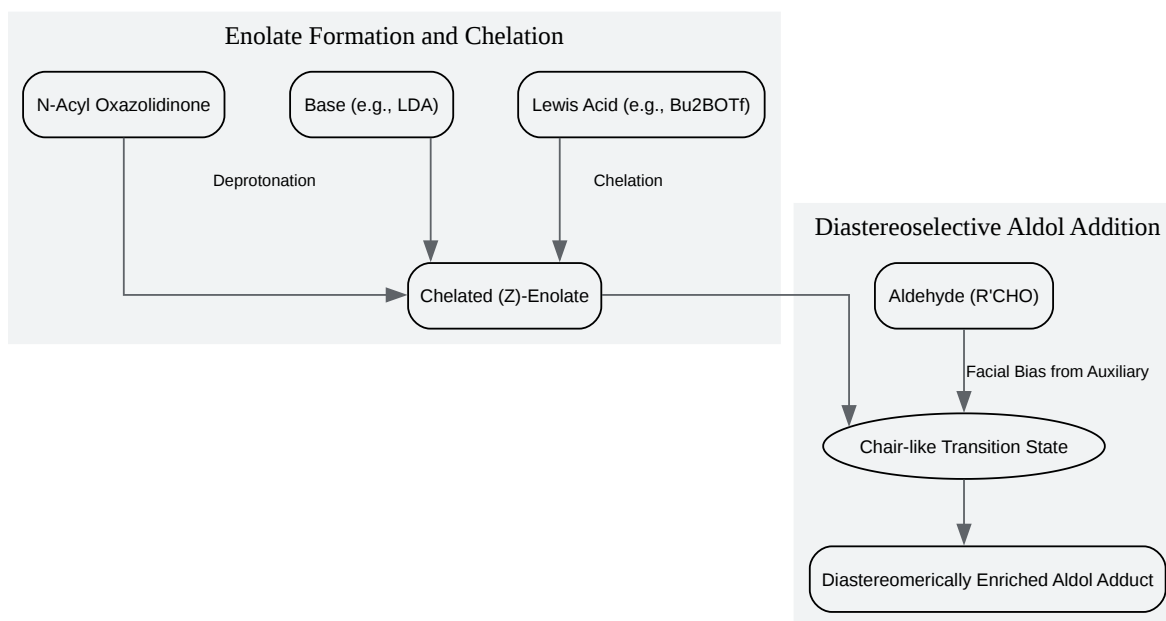 Enolate Formation and Chelation
N-Acyl Oxazolidinone
Base (e.g., LDA)
Lewis Acid (e.g., Bu2BOTf)
Deprotonation
Chelation
Chelated (Z)-Enolate
Diastereoselective Aldol Addition
Aldehyde (R'CHO)
Facial Bias from Auxiliary
Chair-like Transition State
Diastereomerically Enriched Aldol Adduct